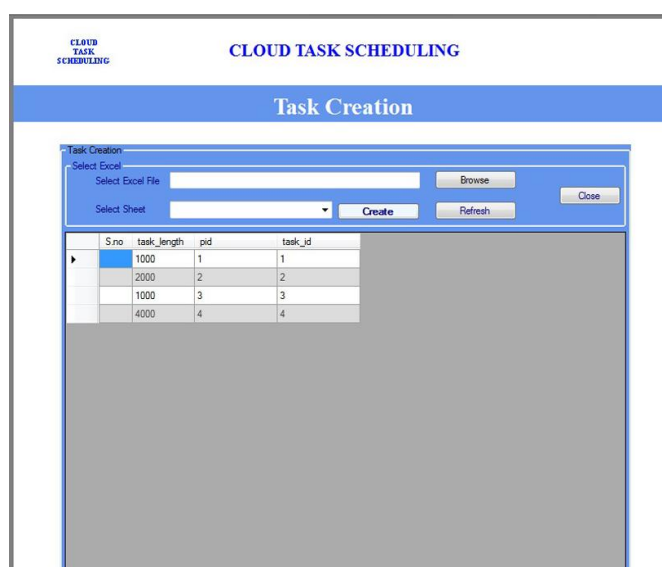 CLOUD
TASK
SCHEDULING
CLOUD TASK SCHEDULING
Task Creation
Task Creation
Select Excel
Select Excel File
Browse
Close
Select Sheet
Create
Refresh
S.no task_length pid task_id
1000 1 1
2000 2 2
1000 3 3
4000 4 4